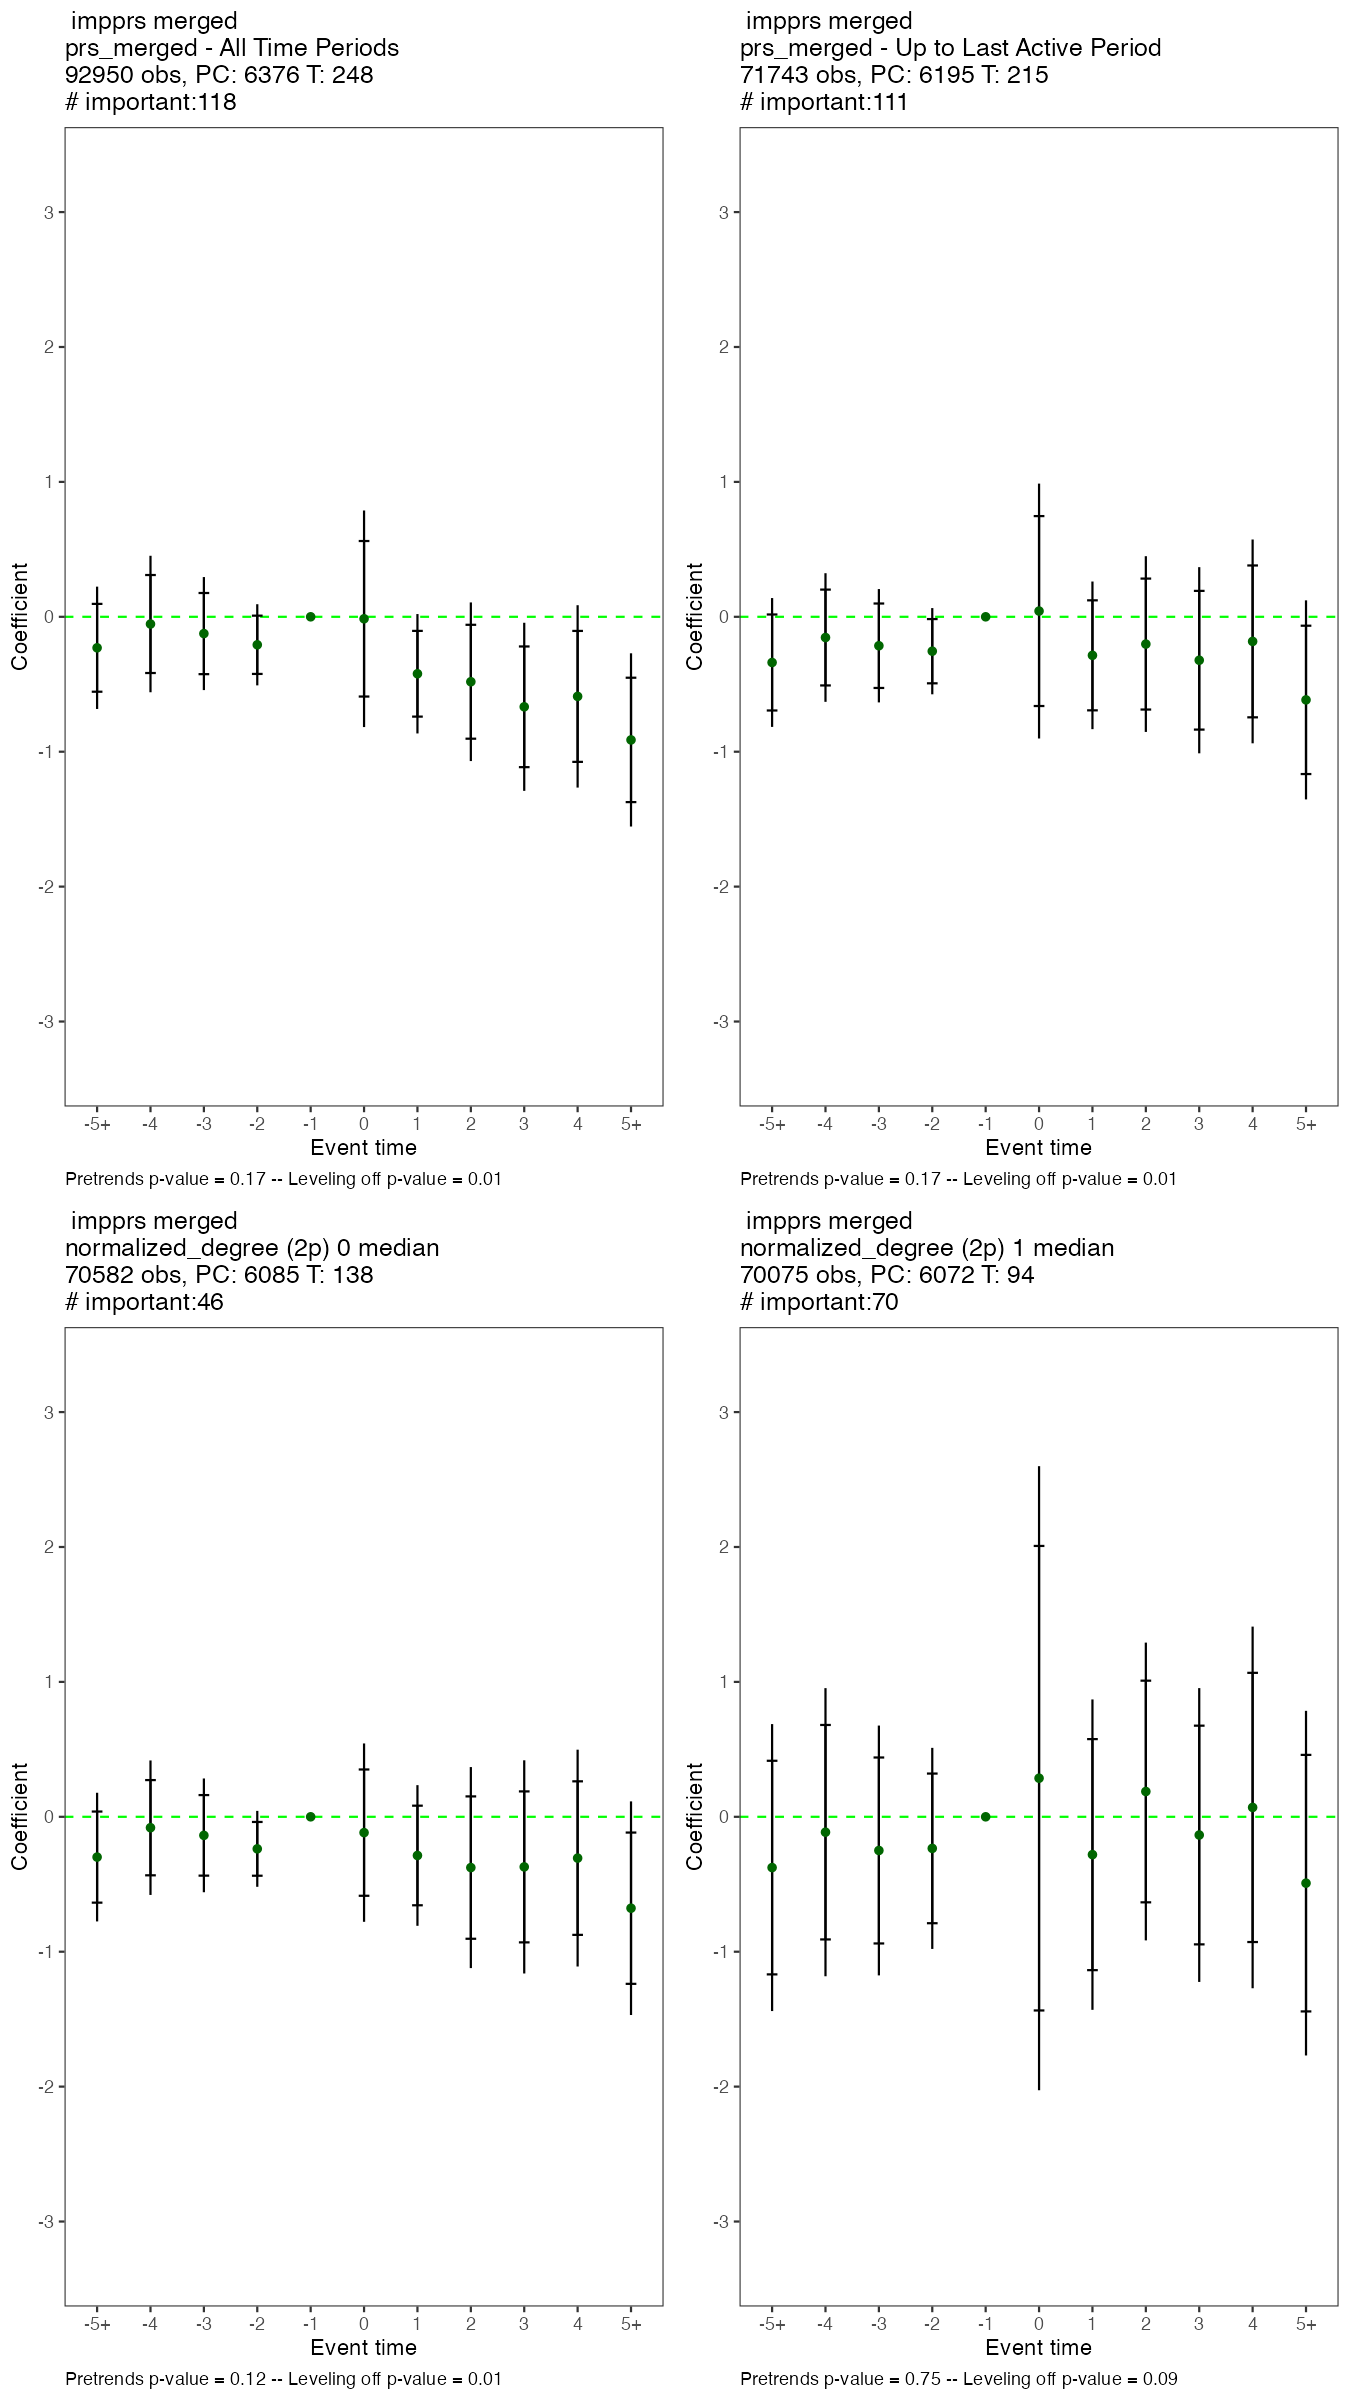 impprs merged
prs_merged - All Time Periods
92950 obs, PC: 6376 T: 248
# important:118
3
2
1
0
-1
-2
-3
Coefficient
-5+ -4 -3 -2 -1 0 1 2 3 4 5+
Event time
Pretrends p-value = 0.17 -- Leveling off p-value = 0.01
impprs merged
prs_merged - Up to Last Active Period
71743 obs, PC: 6195 T: 215
# important:111
3
2
1
0
-1
-2
-3
Coefficient
-5+ -4 -3 -2 -1 0 1 2 3 4 5+
Event time
Pretrends p-value = 0.17 -- Leveling off p-value = 0.01
impprs merged
normalized_degree (2p) 0 median
70582 obs, PC: 6085 T: 138
# important:46
3
2
1
0
-1
-2
-3
Coefficient
-5+ -4 -3 -2 -1 0 1 2 3 4 5+
Event time
Pretrends p-value = 0.12 -- Leveling off p-value = 0.01
impprs merged
normalized_degree (2p) 1 median
70075 obs, PC: 6072 T: 94
# important:70
3
2
1
0
-1
-2
-3
Coefficient
-5+ -4 -3 -2 -1 0 1 2 3 4 5+
Event time
Pretrends p-value = 0.75 -- Leveling off p-value = 0.09